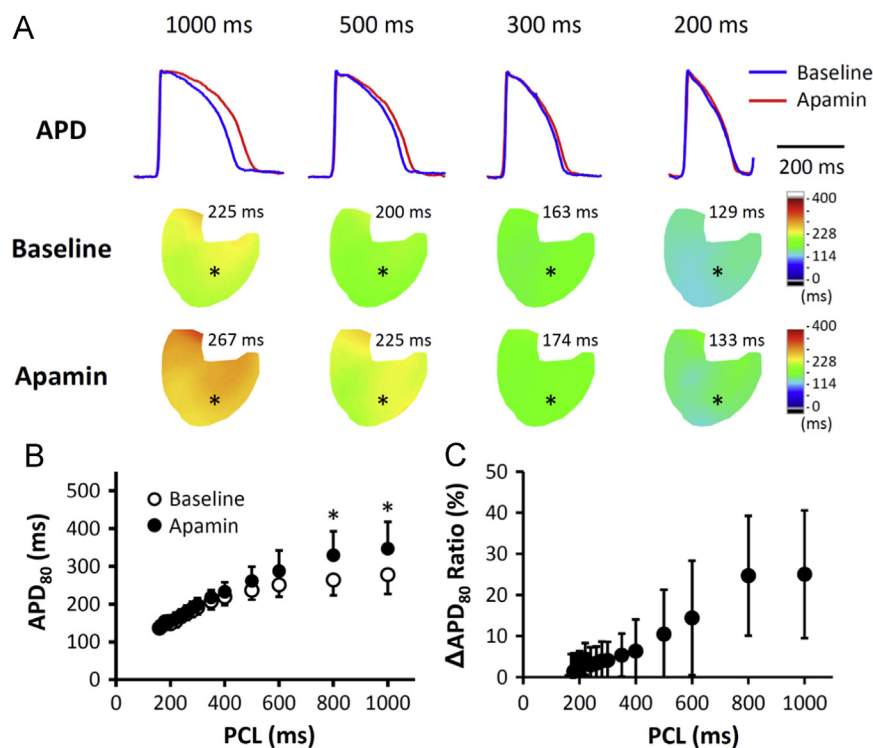 A
1000 ms 500 ms 300 ms 200 ms
Baseline
Apamin
APD
200 ms
Baseline
225 ms 200 ms 163 ms 129 ms
* * * *
400
228
114
0
(ms)
Apamin
267 ms 225 ms 174 ms 133 ms
* * * *
400
228
114
0
(ms)
B
500
400
300
200
100
0
APD80 (ms)
Baseline
Apamin
* *
0 200 400 600 800 1000
PCL (ms)
C
50
40
30
20
10
0
ΔAPD80 Ratio (%)
0 200 400 600 800 1000
PCL (ms)